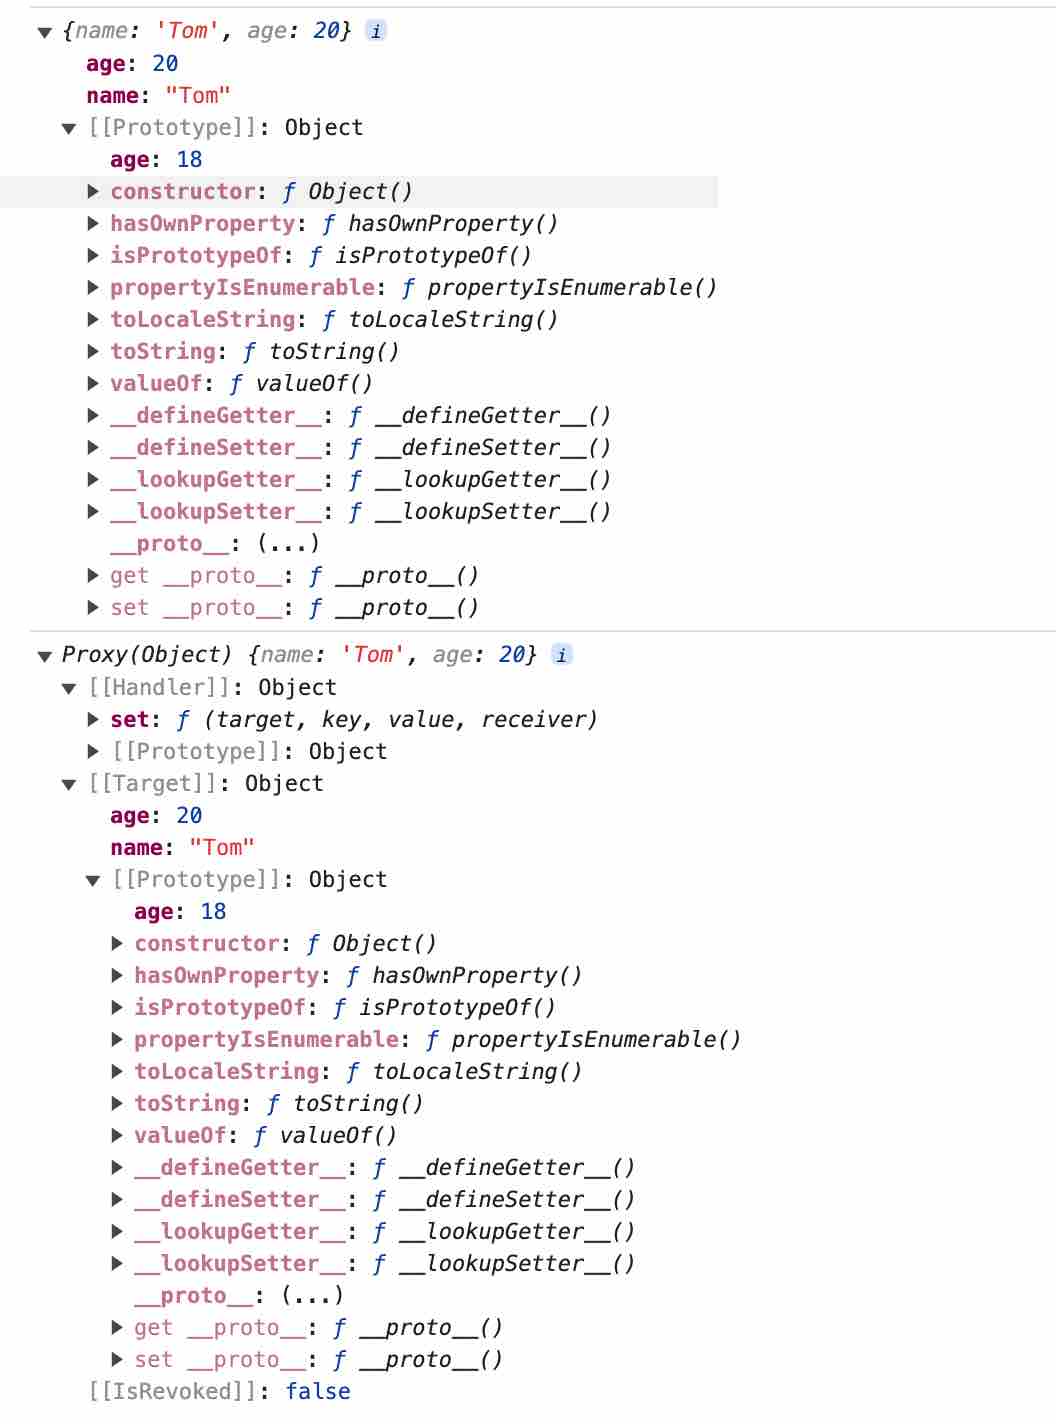 ▼ {name: 'Tom', age: 20} i
age: 20
name: "Tom"
▼ [[Prototype]]: Object
age: 18
▶ constructor: ƒ Object()
▶ hasOwnProperty: ƒ hasOwnProperty()
▶ isPrototypeOf: ƒ isPrototypeOf()
▶ propertyIsEnumerable: ƒ propertyIsEnumerable()
▶ toLocaleString: ƒ toLocaleString()
▶ toString: ƒ toString()
▶ valueOf: ƒ valueOf()
▶ __defineGetter__: ƒ __defineGetter__()
▶ __defineSetter__: ƒ __defineSetter__()
▶ __lookupGetter__: ƒ __lookupGetter__()
▶ __lookupSetter__: ƒ __lookupSetter__()
__proto__: (...)
▶ get __proto__: ƒ __proto__()
▶ set __proto__: ƒ __proto__()
▼ Proxy(Object) {name: 'Tom', age: 20} i
▼ [[Handler]]: Object
▶ set: ƒ (target, key, value, receiver)
▶ [[Prototype]]: Object
▼ [[Target]]: Object
age: 20
name: "Tom"
▼ [[Prototype]]: Object
age: 18
▶ constructor: ƒ Object()
▶ hasOwnProperty: ƒ hasOwnProperty()
▶ isPrototypeOf: ƒ isPrototypeOf()
▶ propertyIsEnumerable: ƒ propertyIsEnumerable()
▶ toLocaleString: ƒ toLocaleString()
▶ toString: ƒ toString()
▶ valueOf: ƒ valueOf()
▶ __defineGetter__: ƒ __defineGetter__()
▶ __defineSetter__: ƒ __defineSetter__()
▶ __lookupGetter__: ƒ __lookupGetter__()
▶ __lookupSetter__: ƒ __lookupSetter__()
__proto__: (...)
▶ get __proto__: ƒ __proto__()
▶ set __proto__: ƒ __proto__()
[[IsRevoked]]: false